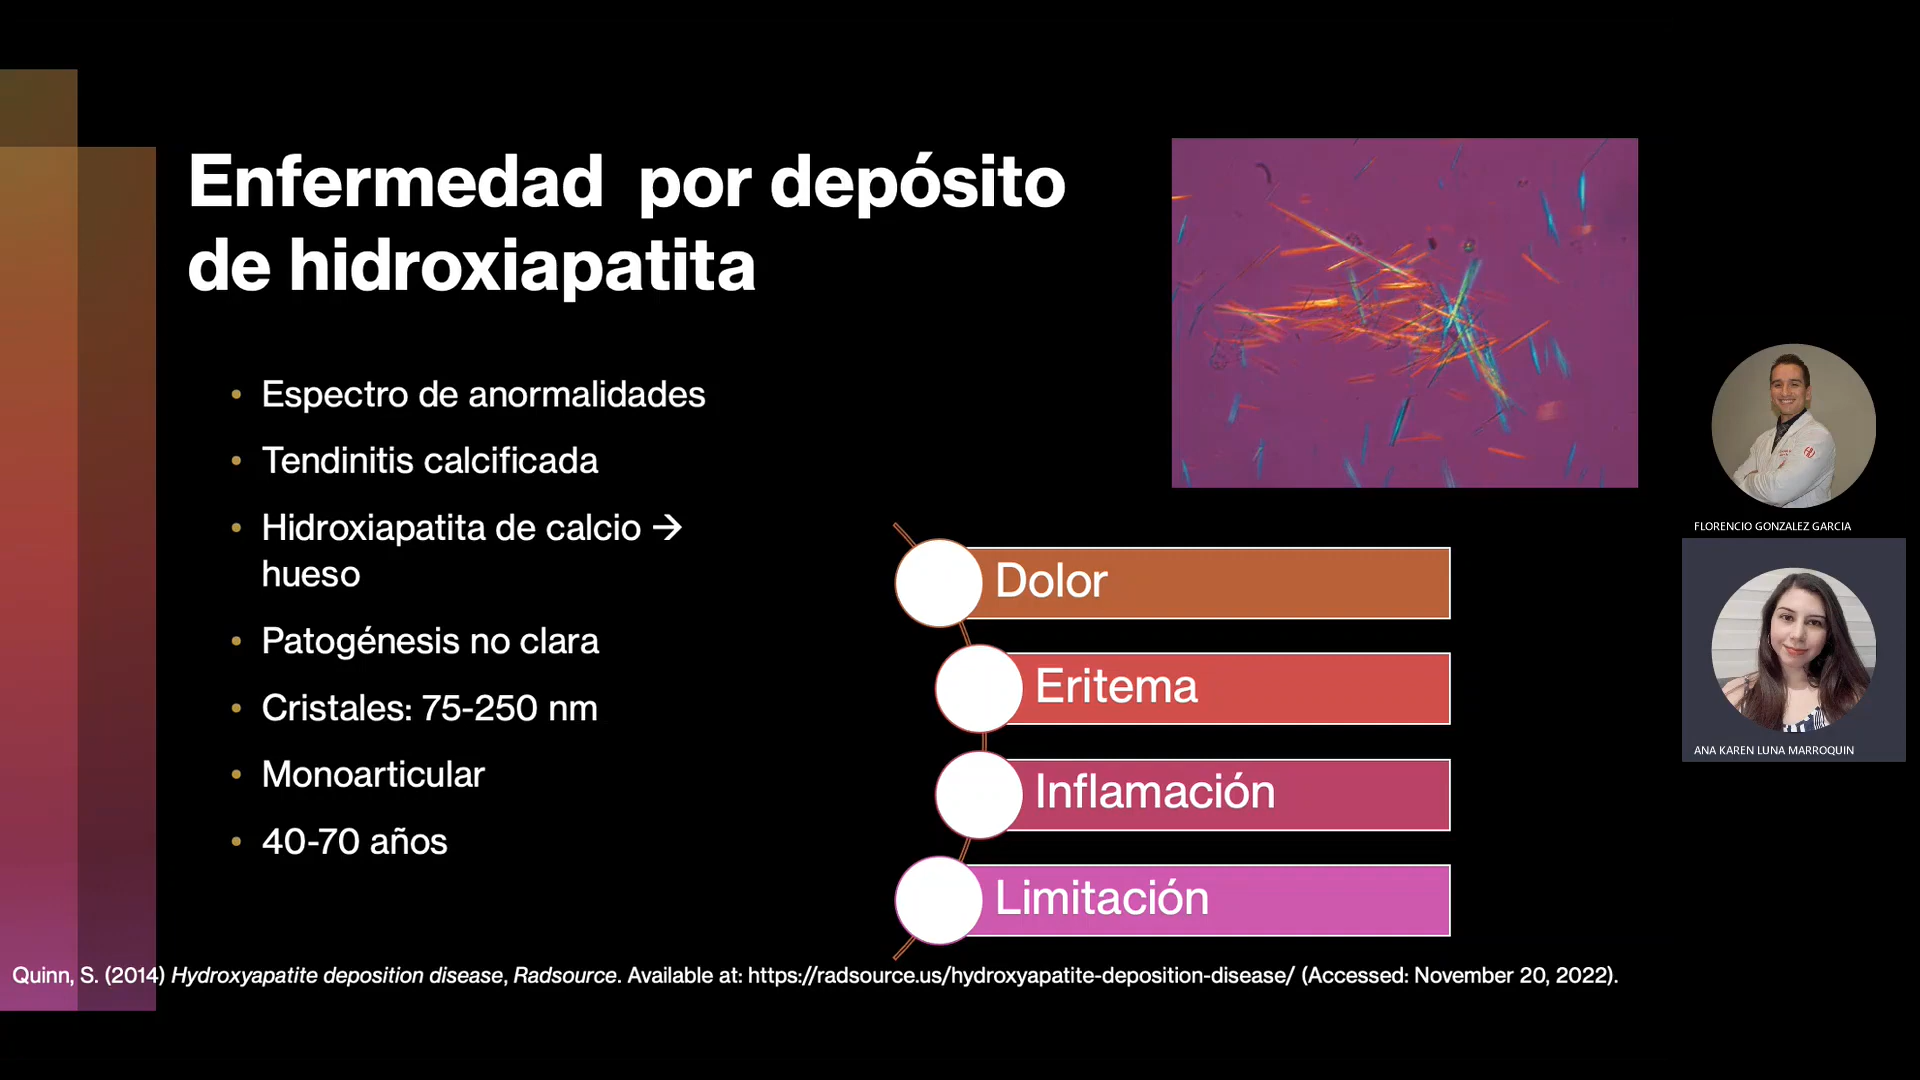 Enfermedad por depósito
de hidroxiapatita
• Espectro de anormalidades
• Tendinitis calcificada
• Hidroxiapatita de calcio →
hueso
• Patogénesis no clara
• Cristales: 75-250 nm
• Monoarticular
• 40-70 años
Dolor
Eritema
Inflamación
Limitación
Quinn, S. (2014) Hydroxyapatite deposition disease, Radsource. Available at: https://radsource.us/hydroxyapatite-deposition-disease/ (Accessed: November 20, 2022).
FLORENCIO GONZALEZ GARCIA
ANA KAREN LUNA MARROQUIN